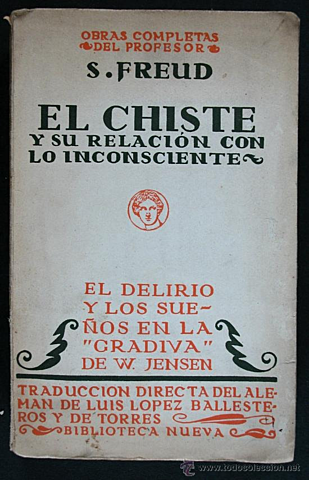 OBRAS COMPLETAS
DEL PROFESOR
S. FREUD
EL CHISTE
Y SU RELACIÓN CON
LO INCONSCIENTE
EL DELIRIO
Y LOS SUE-
ÑOS EN LA
"GRADIVA"
DE W. JENSEN
TRADUCCION DIRECTA DEL ALE-
MAN DE LUIS LOPEZ BALLESTE-
ROS Y DE TORRES
BIBLIOTECA NUEVA
www.todocoleccion.net